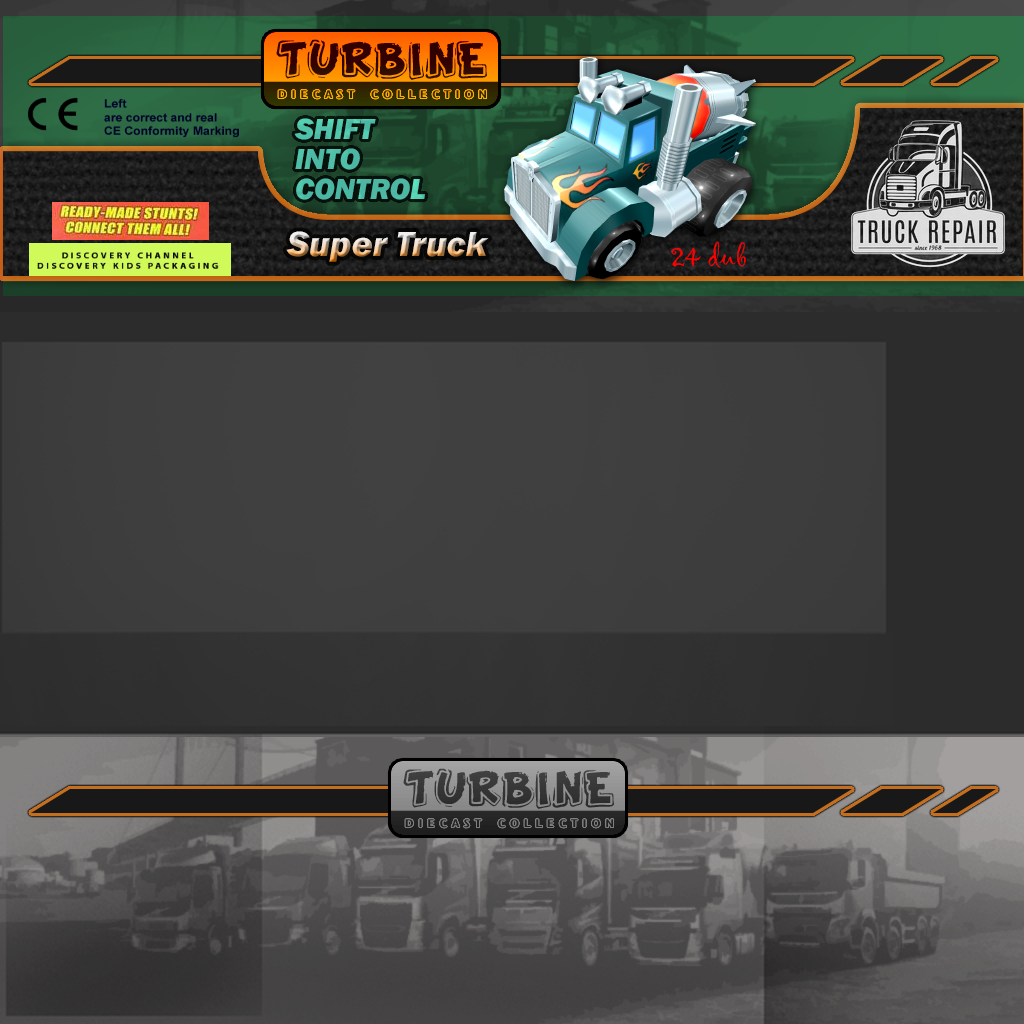 TURBINE
DIECAST COLLECTION
CE
Left
are correct and real
CE Conformity Marking
SHIFT
INTO
CONTROL
READY-MADE STUNTS!
CONNECT THEM ALL!
DISCOVERY CHANNEL
DISCOVERY KIDS PACKAGING
Super Truck
24 dub
TRUCK REPAIR
since 1968
TURBINE
DIECAST COLLECTION